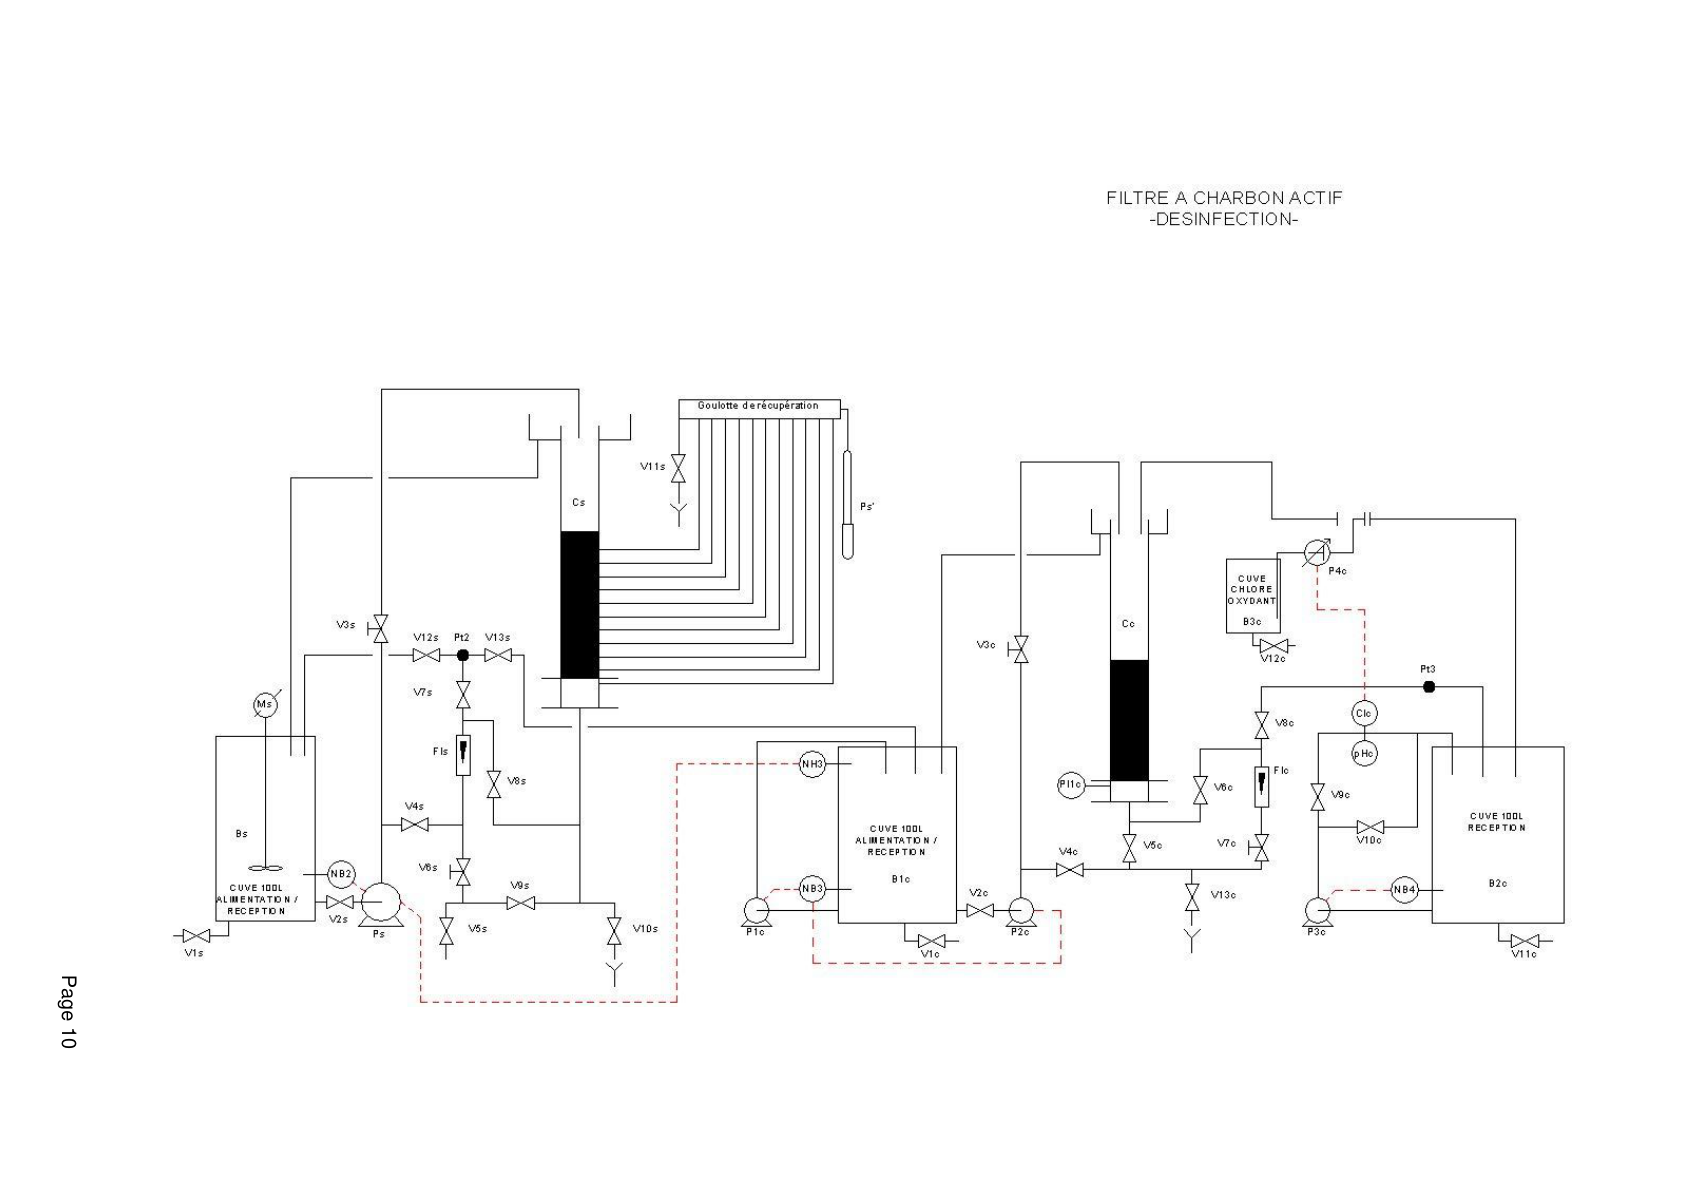 FILTRE A CHARBON ACTIF
-DESINFECTION-
Goulotte de récupération
V11s
Cs
Ps'
V3s
V12s
Pt2
V13s
V7s
Ms
FIs
V8s
V4s
Bs
V6s
NB2
CUVE 100L
ALIMENTATION /
RECEPTION
V2s
Ps
V9s
V5s
V10s
V1s
NH3
CUVE 100L
ALIMENTATION /
RECEPTION
B1c
NB3
P1c
V1c
V2c
P2c
V3c
Cc
PI1c
V4c
V5c
V6c
V7c
V8c
FIc
V13c
CUVE
CHLORE
OXYDANT
B3c
V12c
P4c
Pt3
Clc
pHc
V9c
V10c
NB4
P3c
CUVE 100L
RECEPTION
B2c
V11c
Page 10